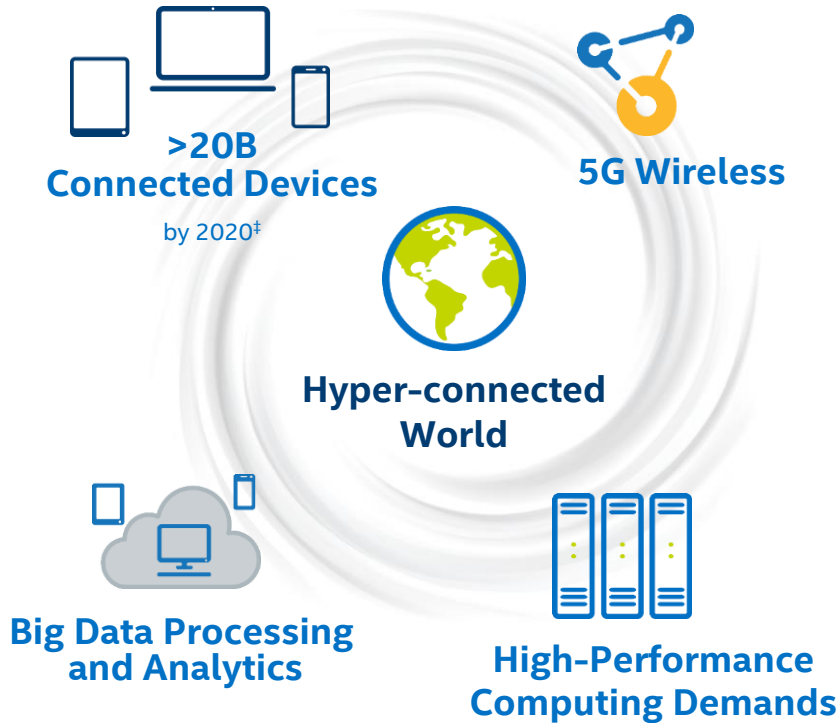 >20B
Connected Devices
by 2020‡
5G Wireless
Hyper-connected
World
Big Data Processing
and Analytics
High-Performance
Computing Demands